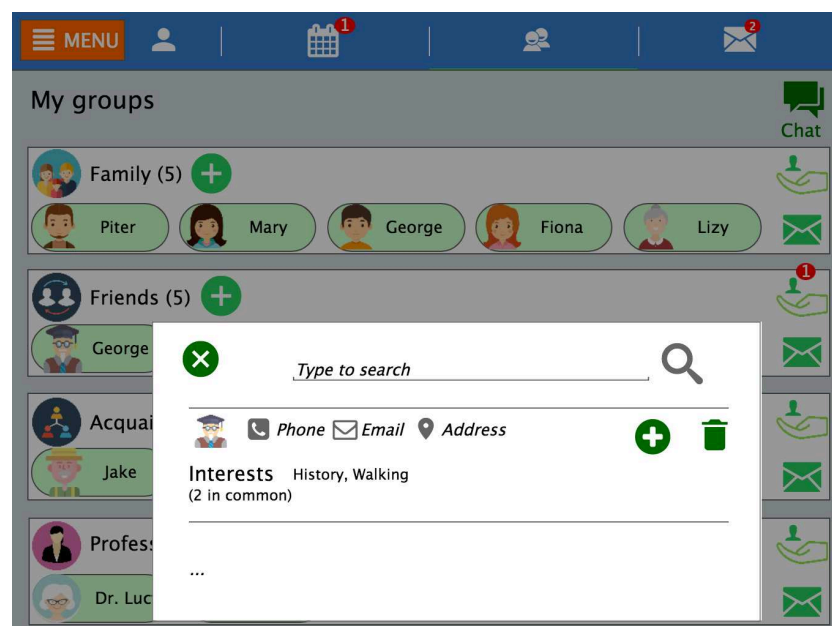 MENU 1 2
My groups
Chat
Family (5)
Piter Mary George Fiona Lizy
Friends (5) 1
George
Type to search
Acquai
Phone Email Address
Jake
Interests History, Walking
(2 in common)
Profess
Dr. Luc
...